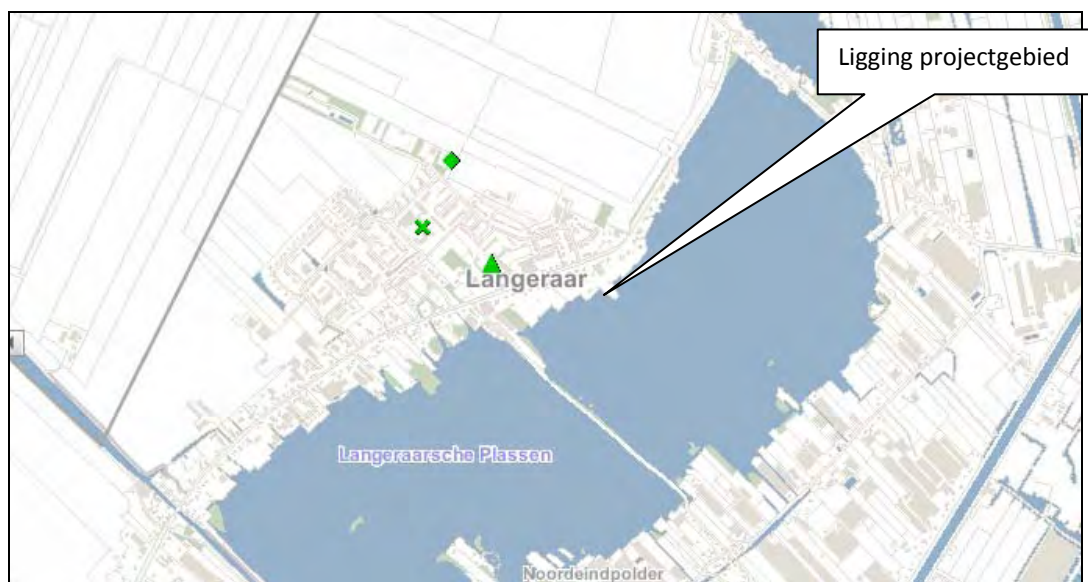 Ligging projectgebied
Langeraar
Langeraarsche Plassen
Noordeindpolder